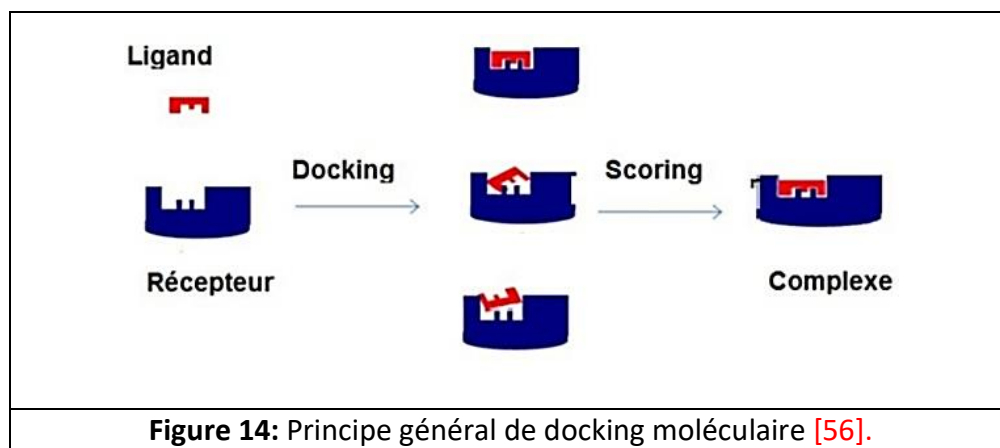 Ligand
Docking
Scoring
Récepteur
Complexe
Figure 14: Principe général de docking moléculaire [56].